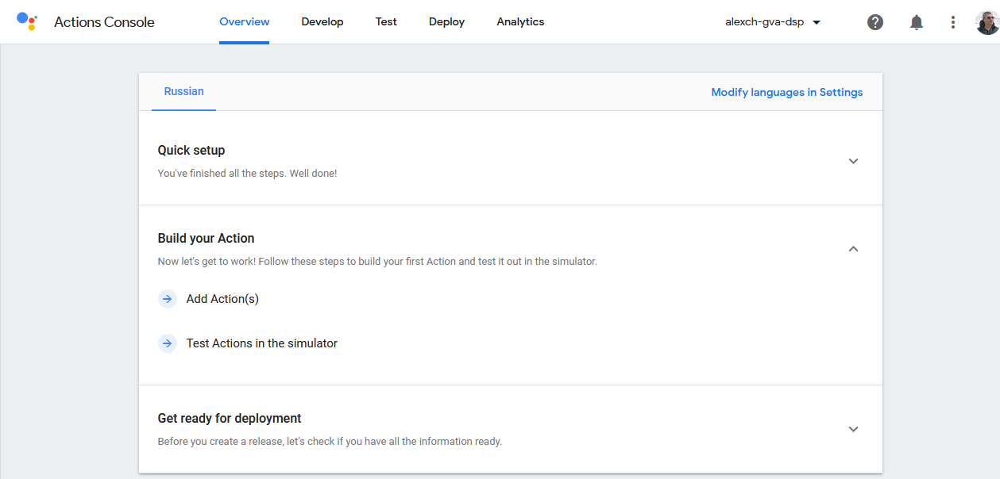 Actions Console
Overview
Develop
Test
Deploy
Analytics
alexch-gva-dsp
Russian
Modify languages in Settings
Quick setup
You've finished all the steps. Well done!
Build your Action
Now let's get to work! Follow these steps to build your first Action and test it out in the simulator.
Add Action(s)
Test Actions in the simulator
Get ready for deployment
Before you create a release, let's check if you have all the information ready.